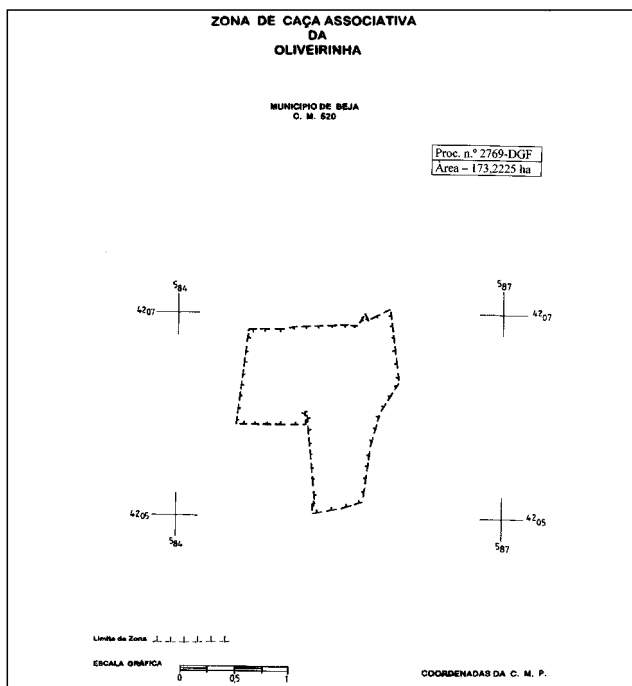 ZONA DE CAÇA ASSOCIATIVA
DA
OLIVEIRINHA
MUNICIPIO DE BEJA
C. M. 520
Proc. n.º 2769-DGF
Área – 173,2225 ha
584
587
4207
4207
4205
4205
584
587
Limite da Zona
ESCALA GRÁFICA
0 0,5 1
COORDENADAS DA C. M. P.